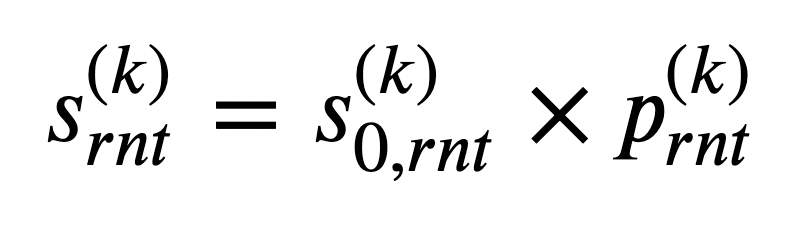 s_{rnt}^{(k)} = s_{0,rnt}^{(k)} × p_{rnt}^{(k)}